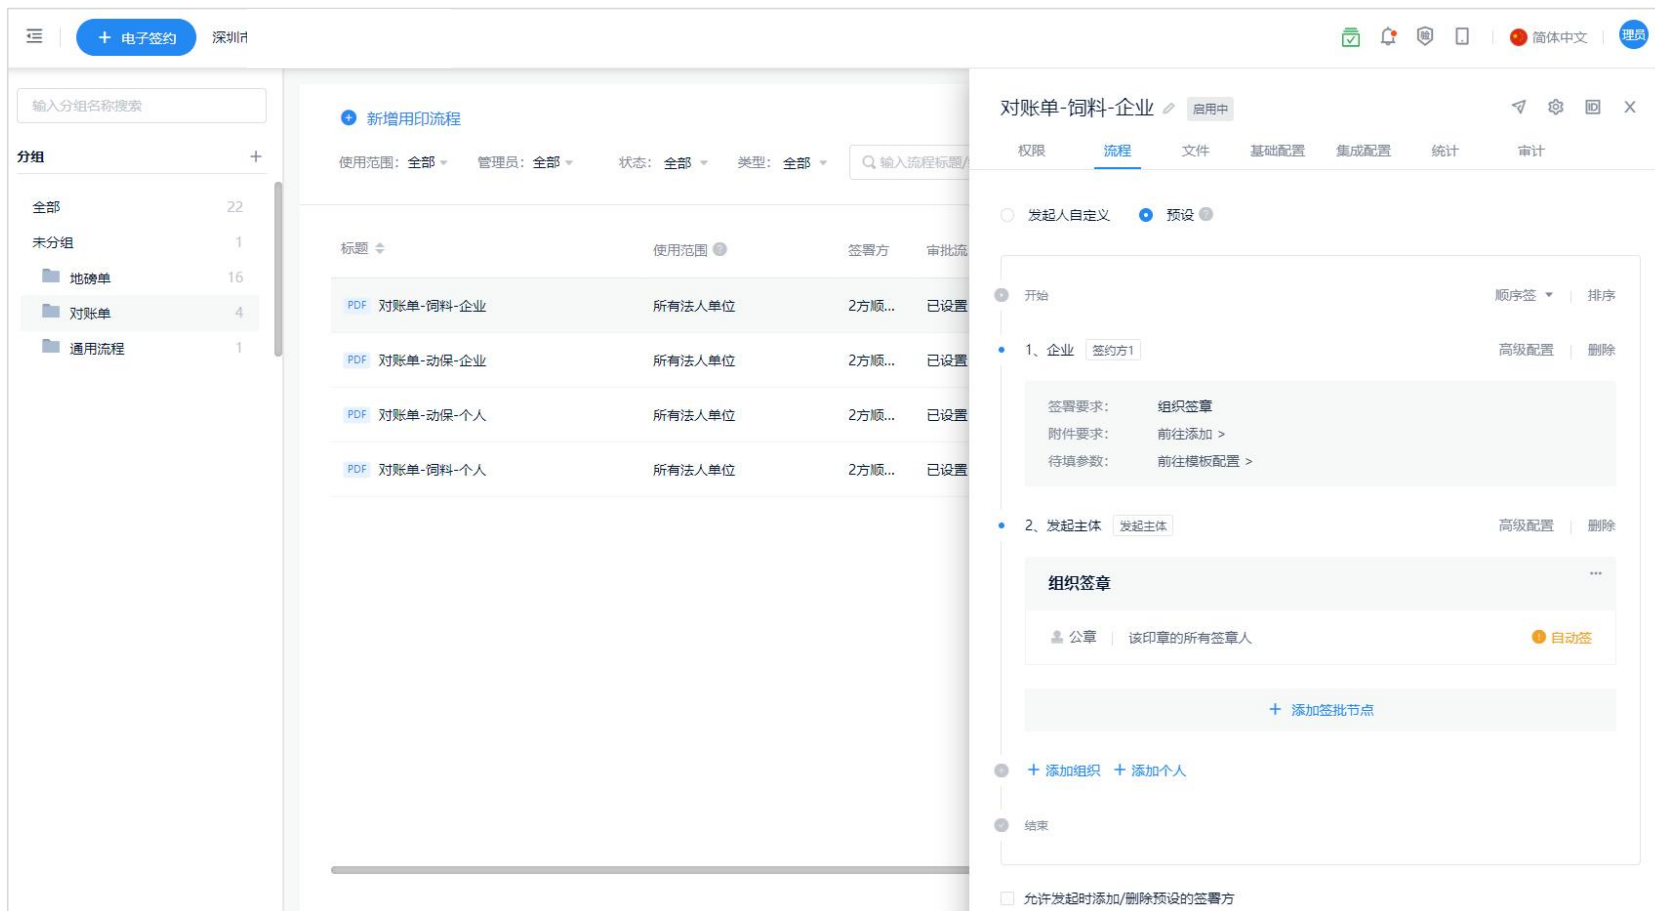 + 电子签约 深圳市 简体中文 理员
输入分组名称搜索
分组 +
全部 22
未分组 1
地磅单 16
对账单 4
通用流程 1
新增用印流程
使用范围: 全部 管理员: 全部 状态: 全部 类型: 全部 输入流程标题/
标题 使用范围 签署方 审批流
PDF 对账单-饲料-企业 所有法人单位 2方顺... 已设置
PDF 对账单-动保-企业 所有法人单位 2方顺... 已设置
PDF 对账单-动保-个人 所有法人单位 2方顺... 已设置
PDF 对账单-饲料-个人 所有法人单位 2方顺... 已设置
对账单-饲料-企业 启用中
权限 流程 文件 基础配置 集成配置 统计 审计
发起人自定义 预设
开始 顺序签 排序
1、企业 签约方1 高级配置 删除
签署要求: 组织签章
附件要求: 前往添加 >
待填参数: 前往模板配置 >
2、发起主体 发起主体 高级配置 删除
组织签章 ...
公章 该印章的所有签章人 自动签
+ 添加签批节点
+ 添加组织 + 添加个人
结束
允许发起时添加/删除预设的签署方